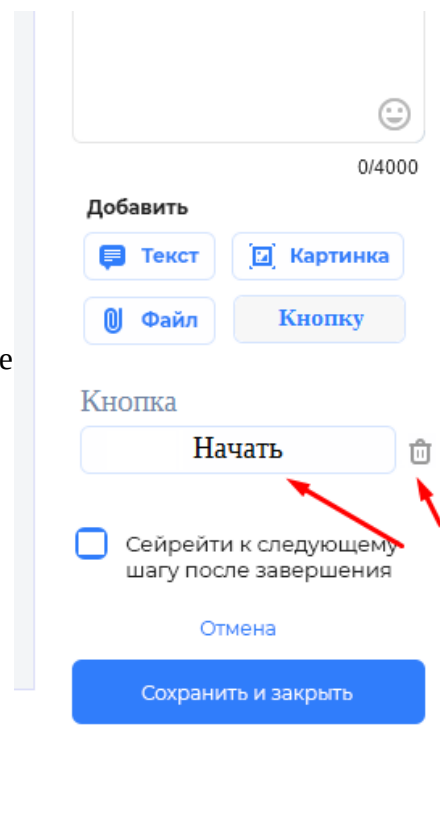 0/4000
Добавить
Текст
Картинка
Файл
Кнопку
е
Кнопка
Начать
Сейрейти к следующему
шагу после завершения
Отмена
Сохранить и закрыть